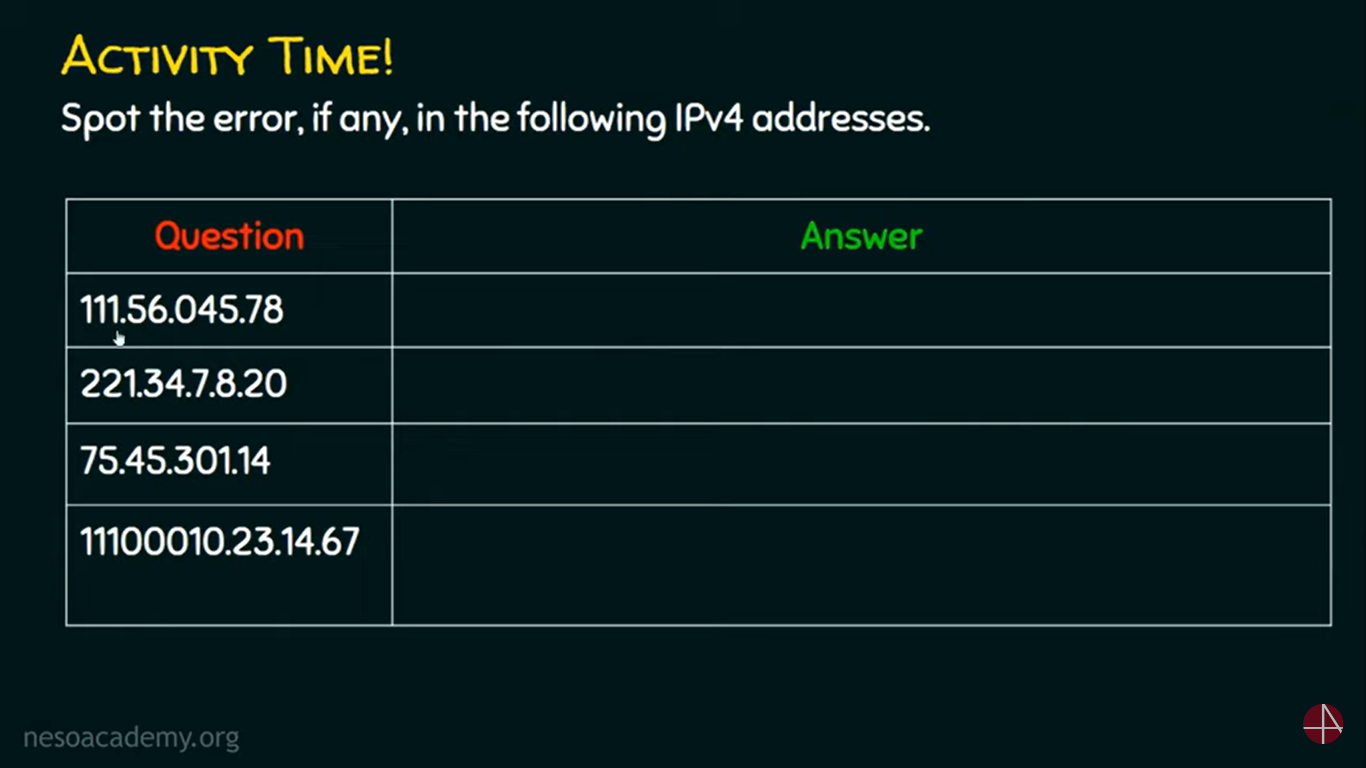 ACTIVITY TIME!
Spot the error, if any, in the following IPv4 addresses.
Question
Answer
111.56.045.78
221.34.7.8.20
75.45.301.14
11100010.23.14.67
nesoacademy.org